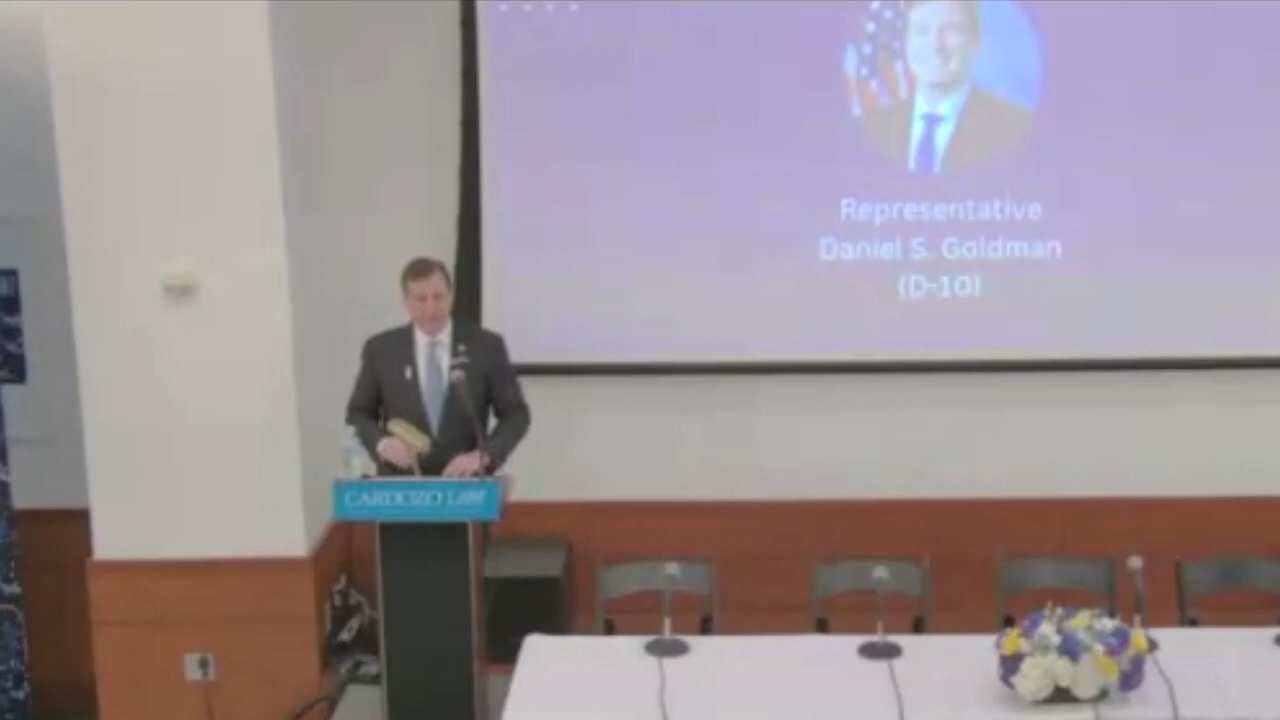 Representative
Daniel S. Goldman
(D-10)
CARDOZO LAW